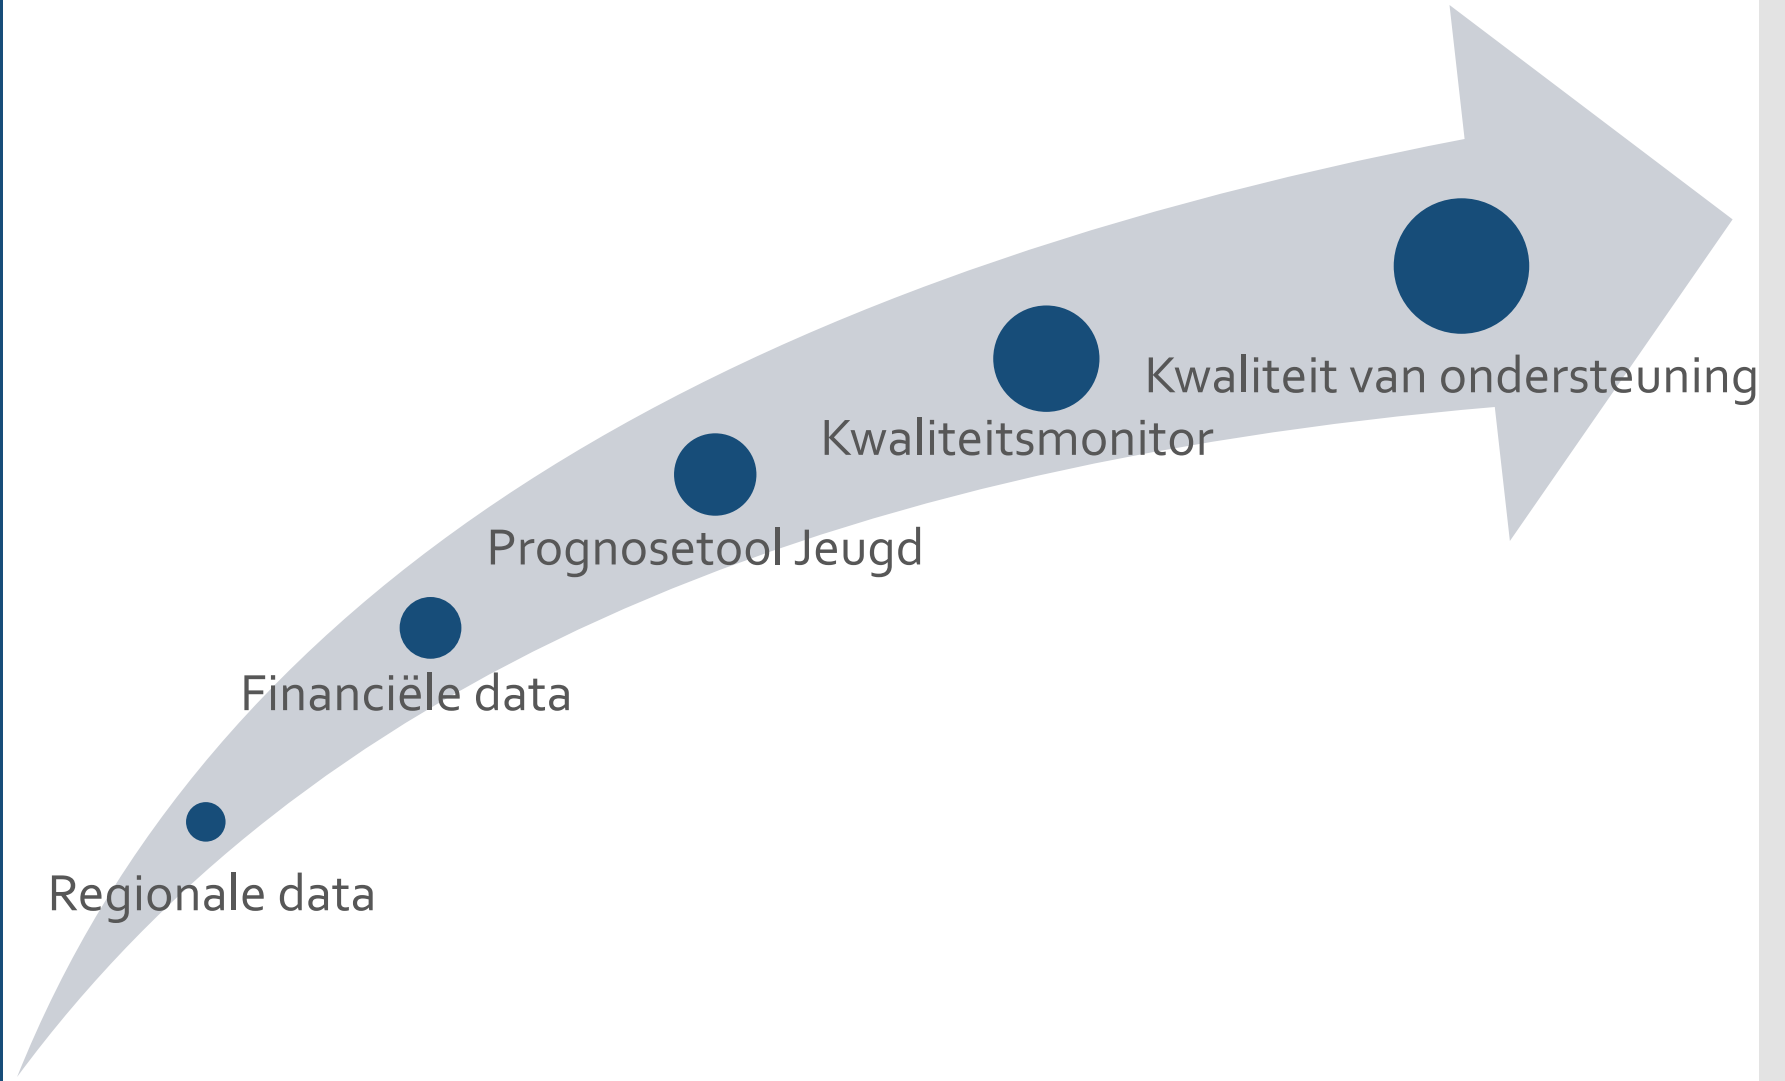 Kwaliteit van ondersteuning
Kwaliteitsmonitor
Prognosetool Jeugd
Financiële data
Regionale data